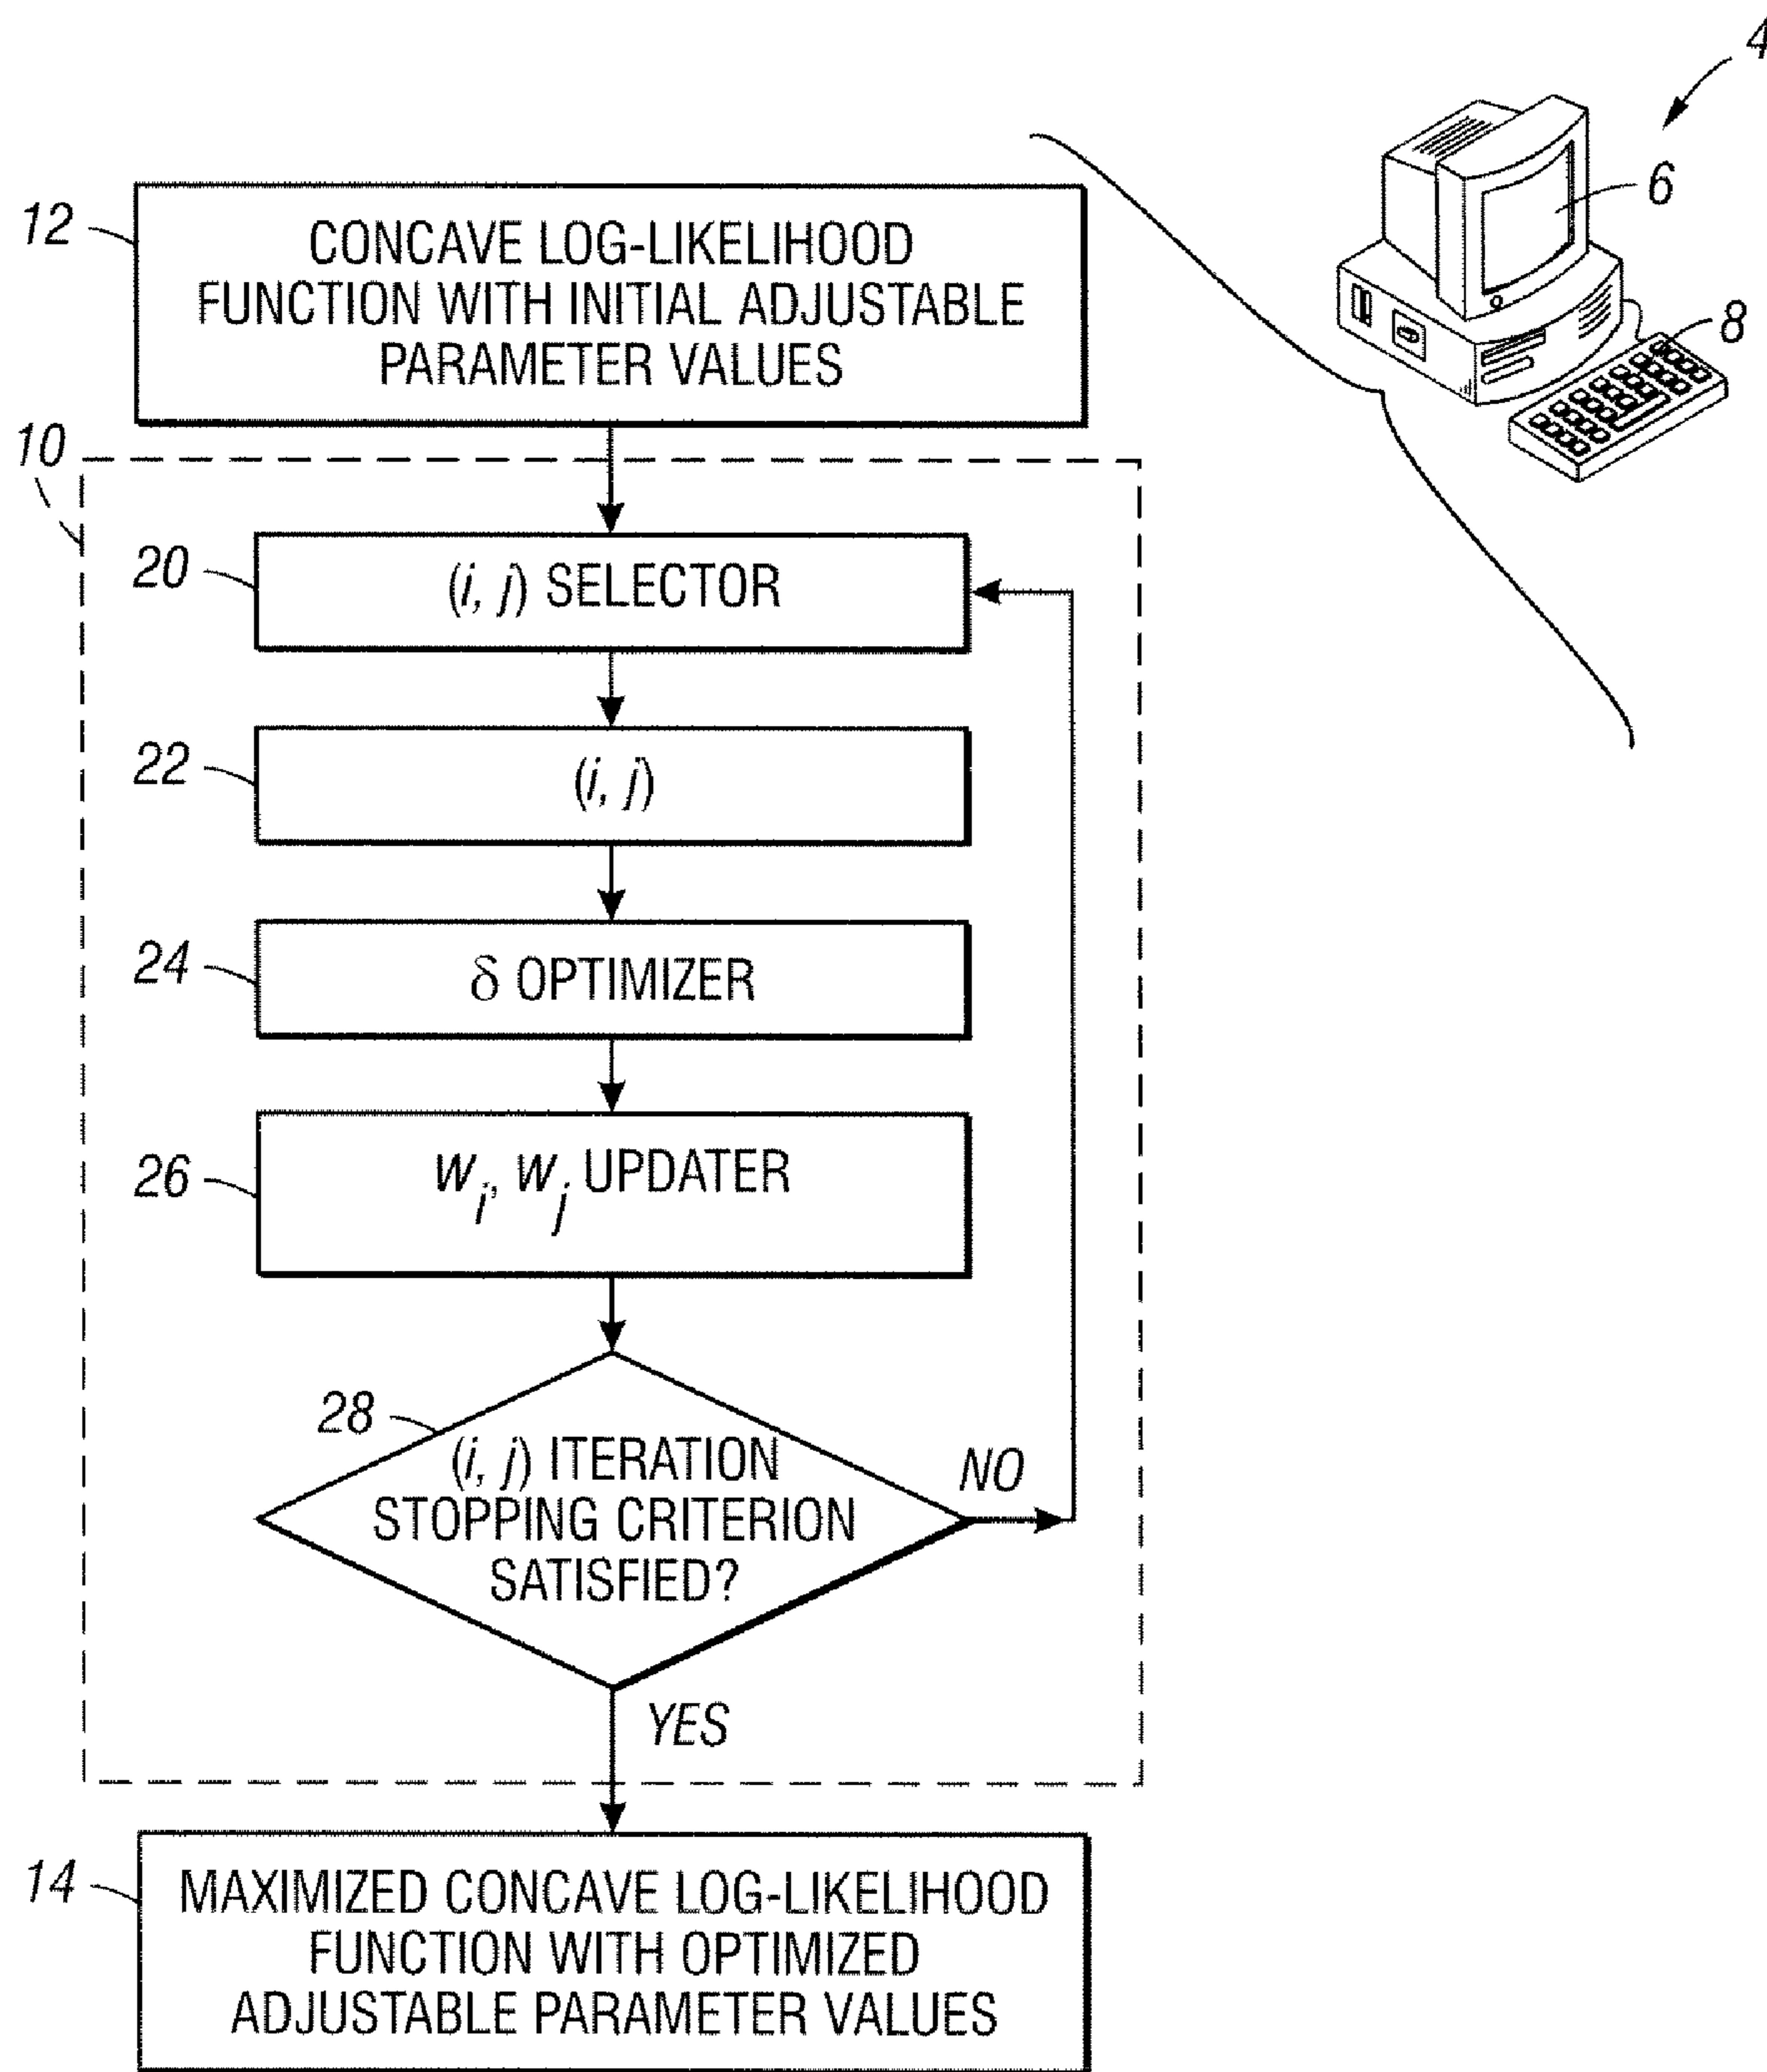 4
6
8
12
CONCAVE LOG-LIKELIHOOD
FUNCTION WITH INITIAL ADJUSTABLE
PARAMETER VALUES
10
20
(i, j) SELECTOR
22
(i, j)
24
δ OPTIMIZER
26
wi, wj UPDATER
28
(i, j) ITERATION
STOPPING CRITERION
SATISFIED?
NO
YES
14
MAXIMIZED CONCAVE LOG-LIKELIHOOD
FUNCTION WITH OPTIMIZED
ADJUSTABLE PARAMETER VALUES